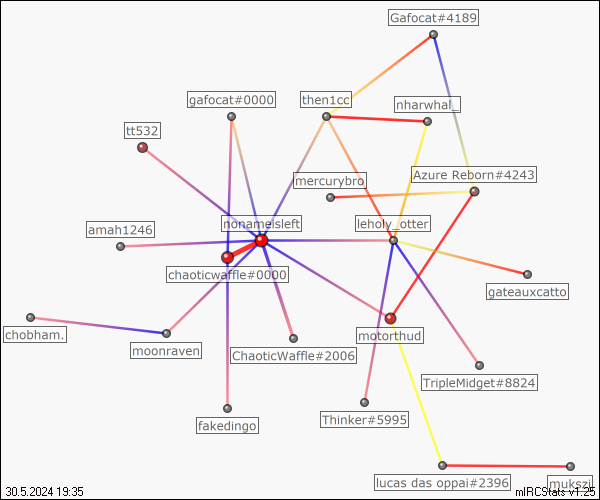 Gafocat#4189
gafocat#0000
then1cc
nharwhal_
tt532
mercurybro
Azure Reborn#4243
nonameisleft
leholy_otter
amah1246
chaoticwaffle#0000
gateauxcatto
chobham.
moonraven
ChaoticWaffle#2006
motorthud
TripleMidget#8824
fakedingo
Thinker#5995
lucas das oppai#2396
mukszi
30.5.2024 19:35
mIRCStats v1.25